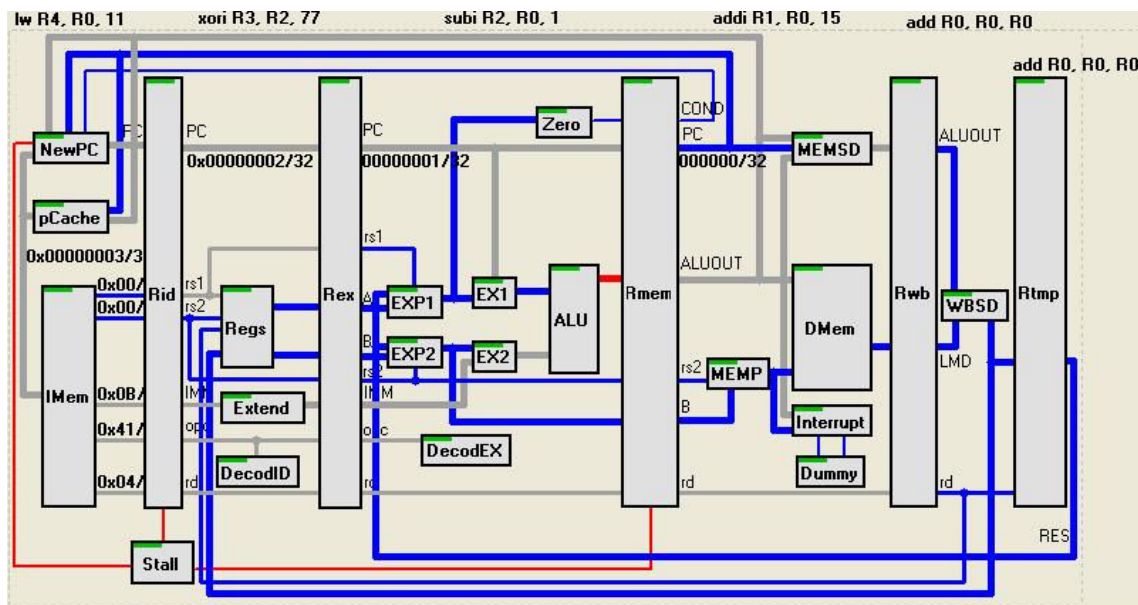 lw R4, R0, 11 xori R3, R2, 77 subi R2, R0, 1 addi R1, R0, 15 add R0, R0, R0
add R0, R0, R0
NewPC PC PC Zero COND PC MEMSD ALUOUT
0x00000002/32 00000001/32 000000/32
pCache
0x00000003/3
0x00/ rs1 rs1 ALUOUT
0x00/ rs2 Rid Regs Rex A EXP1 EX1 ALU Rmem DMem Rwb WBSD Rtmp
B EXP2 EX2 rs2 rs2 MEMP LMD
IMem 0x0B/ Extend IMM B Interrupt
0x41/ opc opc DecodEX
DecodID Dummy
0x04/ rd rd rd rd
RES
Stall